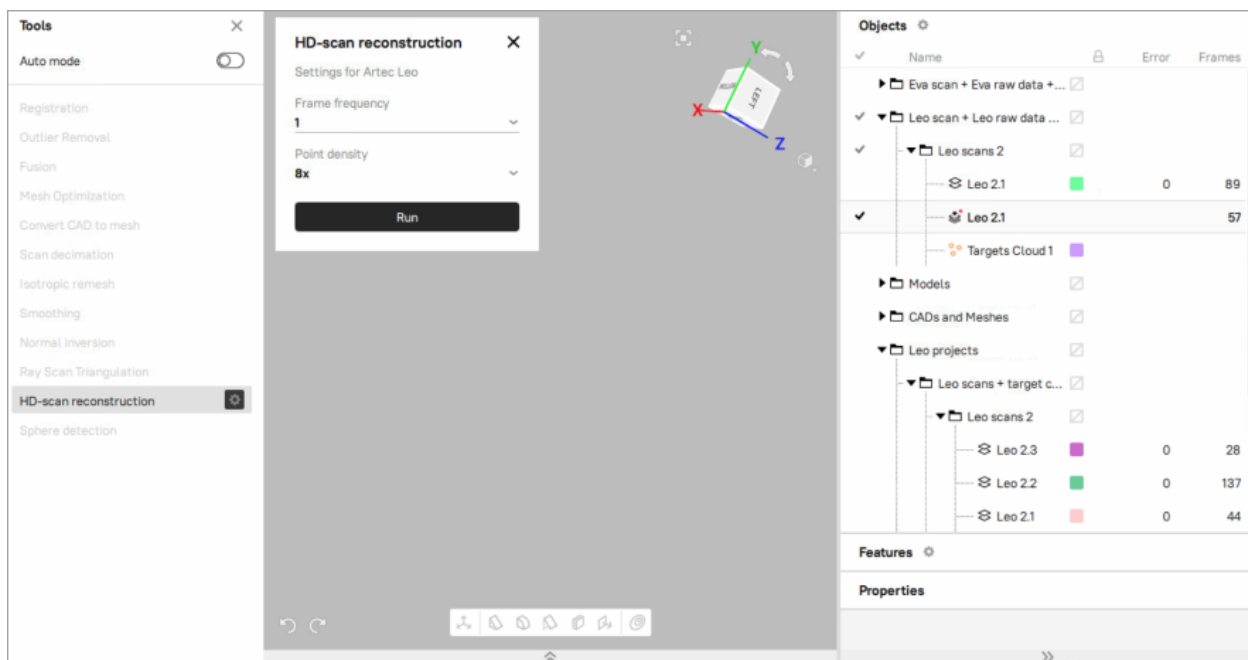 Tools
Auto mode
Registration
Outlier Removal
Fusion
Mesh Optimization
Convert CAD to mesh
Scan decimation
Isotropic remesh
Smoothing
Normal inversion
Ray Scan Triangulation
HD-scan reconstruction
Sphere detection
HD-scan reconstruction
Settings for Artec Leo
Frame frequency
1
Point density
8x
Run
Y
LEFT
X
Z
Objects
Name Error Frames
Eva scan + Eva raw data +...
Leo scan + Leo raw data ...
Leo scans 2
Leo 2.1 0 89
Leo 2.1 57
Targets Cloud 1
Models
CADs and Meshes
Leo projects
Leo scans + target c...
Leo scans 2
Leo 2.3 0 28
Leo 2.2 0 137
Leo 2.1 0 44
Features
Properties